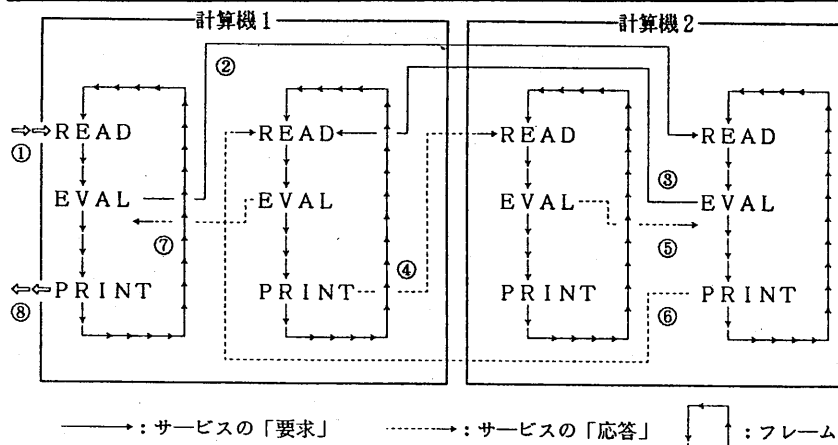 計算機1
計算機2
②
READ
READ
READ
READ
①
③
EVAL
EVAL
EVAL
EVAL
⑦
⑤
④
PRINT
PRINT
PRINT
PRINT
⑧
⑥
:サービスの「要求」
:サービスの「応答」
:フレーム